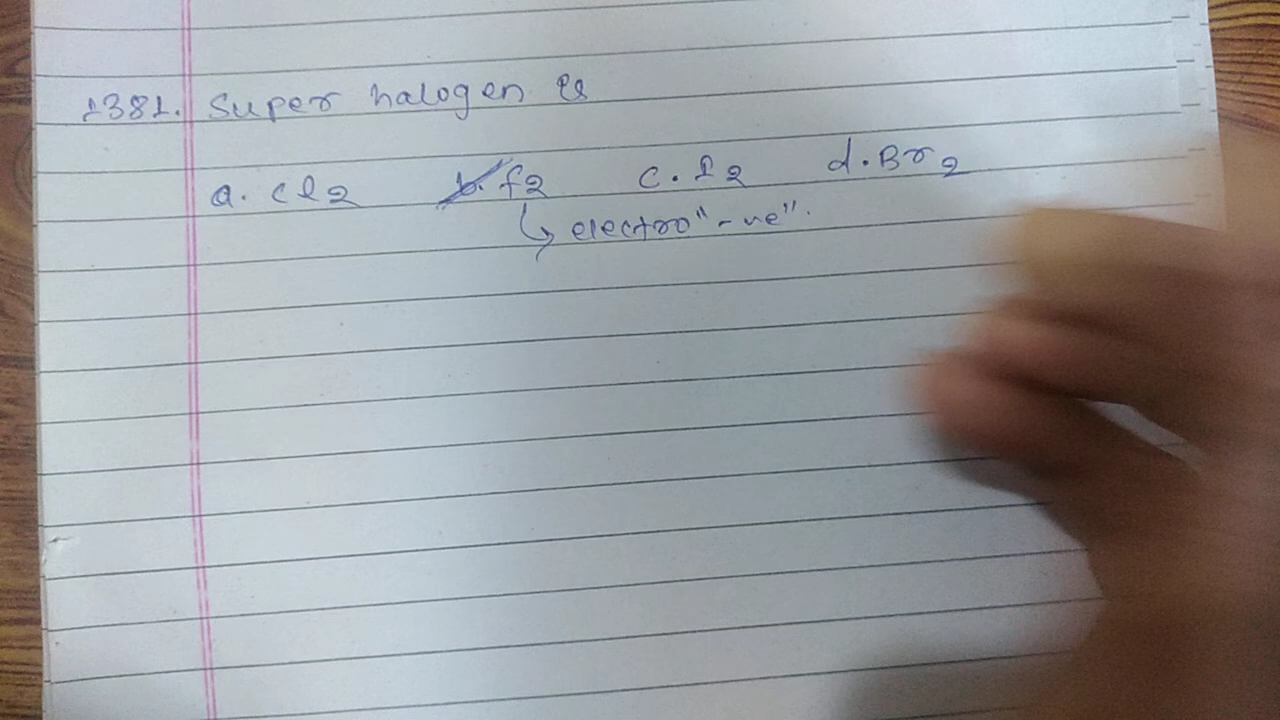 1381. Super halogen is
a. Cl2 b. f2 c. I2 d. Br2
↳ electro"-ve".